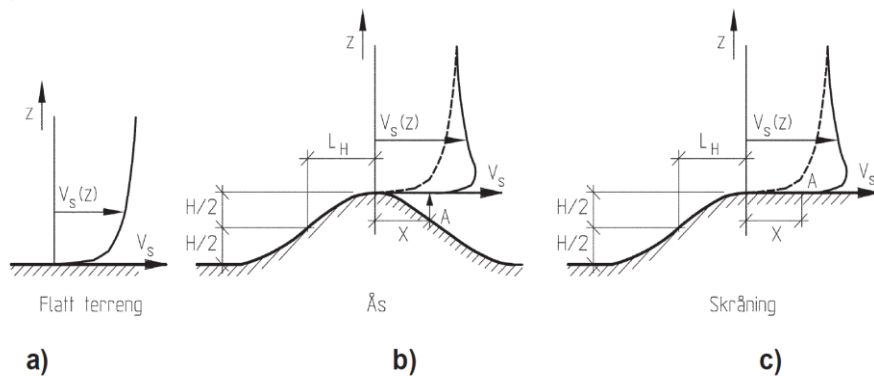 z
V_s(z)
V_s
Flatt terreng
a)
z
V_s(z)
L_H
V_s
H/2
H/2
A
X
Ås
b)
z
V_s(z)
L_H
V_s
H/2
H/2
A
X
Skråning
c)